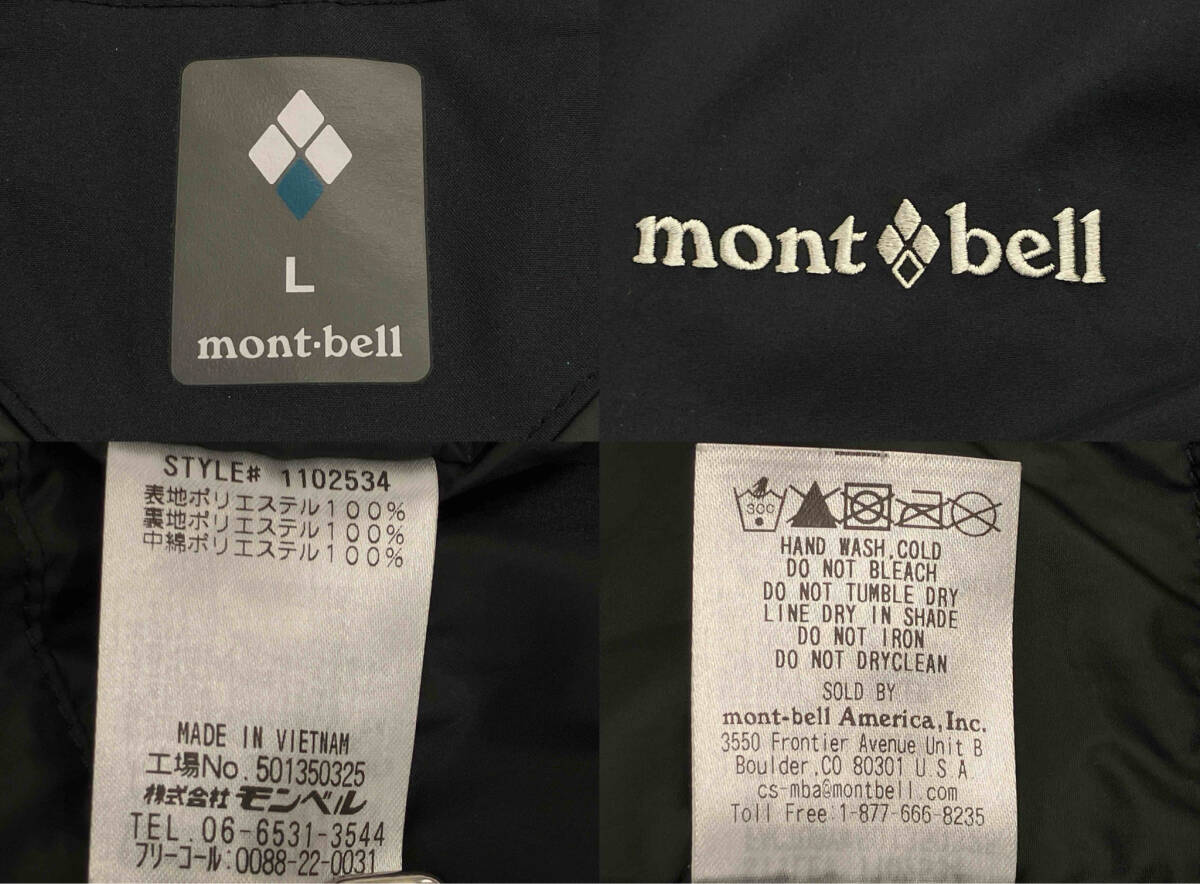 L
mont·bell
mont bell
STYLE# 1102534
表地ポリエステル100%
裏地ポリエステル100%
中綿ポリエステル100%
MADE IN VIETNAM
工場No.501350325
株式会社モンベル
TEL.06-6531-3544
フリーコール:0088-22-0031
300
HAND WASH,COLD
DO NOT BLEACH
DO NOT TUMBLE DRY
LINE DRY IN SHADE
DO NOT IRON
DO NOT DRYCLEAN
SOLD BY
mont-bell America,Inc.
3550 Frontier Avenue Unit B
Boulder,CO 80301 U S A
cs-mba@montbell.com
Toll Free:1-877-666-8235